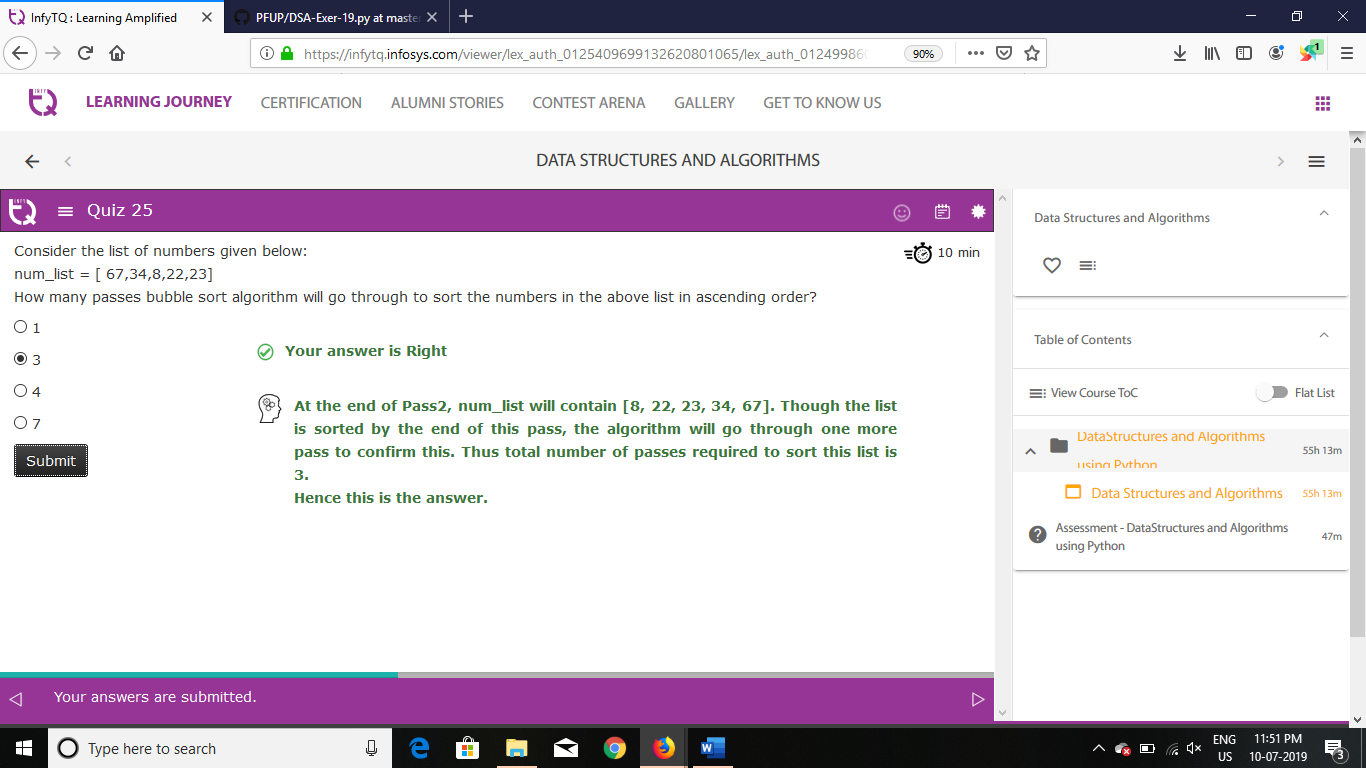 InfyTQ : Learning Amplified
PFUP/DSA-Exer-19.py at maste
https://infytq.infosys.com/viewer/lex_auth_0125409699132620801065/lex_auth_01249986
90%
1
INFY TQ
LEARNING JOURNEY
CERTIFICATION
ALUMNI STORIES
CONTEST ARENA
GALLERY
GET TO KNOW US
DATA STRUCTURES AND ALGORITHMS
INFY TQ
Quiz 25
Consider the list of numbers given below:
10 min
num_list = [ 67,34,8,22,23]
How many passes bubble sort algorithm will go through to sort the numbers in the above list in ascending order?
1
3
4
7
Submit
Your answer is Right
At the end of Pass2, num_list will contain [8, 22, 23, 34, 67]. Though the list
is sorted by the end of this pass, the algorithm will go through one more
pass to confirm this. Thus total number of passes required to sort this list is
3.
Hence this is the answer.
Your answers are submitted.
Data Structures and Algorithms
Table of Contents
View Course ToC
Flat List
DataStructures and Algorithms
using Python
55h 13m
Data Structures and Algorithms
55h 13m
Assessment - DataStructures and Algorithms
using Python
47m
Type here to search
ENG
US
11:51 PM
10-07-2019
3